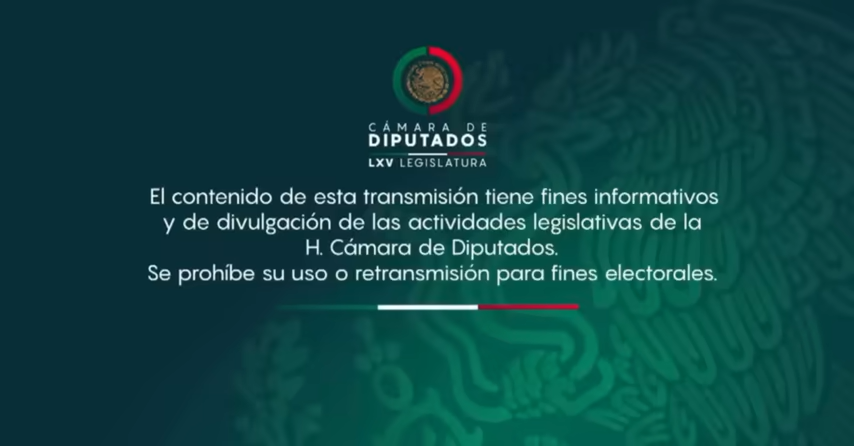 CÁMARA DE
DIPUTADOS
LXV LEGISLATURA
El contenido de esta transmisión tiene fines informativos
y de divulgación de las actividades legislativas de la
H. Cámara de Diputados.
Se prohíbe su uso o retransmisión para fines electorales.